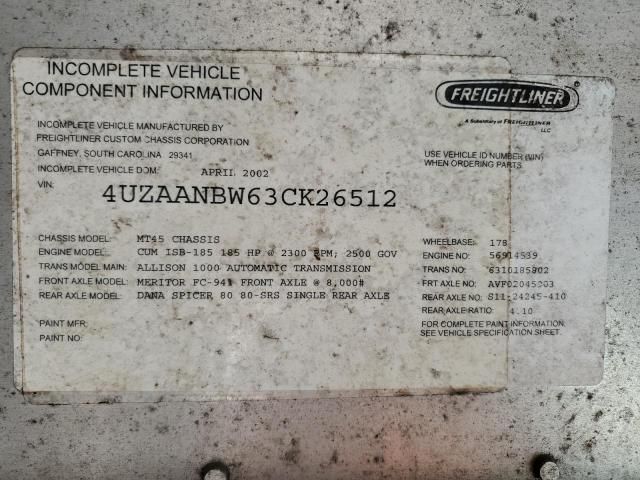 INCOMPLETE VEHICLE
COMPONENT INFORMATION
FREIGHTLINER
A Subsidiary of FREIGHTLINER
LLC
INCOMPLETE VEHICLE MANUFACTURED BY
FREIGHTLINER CUSTOM CHASSIS CORPORATION
GAFFNEY, SOUTH CAROLINA 29341
INCOMPLETE VEHICLE DOM: APRIL 2002
USE VEHICLE ID NUMBER (VIN)
WHEN ORDERING PARTS
VIN: 4UZAANBW63CK26512
CHASSIS MODEL: MT45 CHASSIS
ENGINE MODEL: CUM ISB-185 185 HP @ 2300 RPM; 2500 GOV
TRANS MODEL MAIN: ALLISON 1000 AUTOMATIC TRANSMISSION
FRONT AXLE MODEL: MERITOR FC-941 FRONT AXLE @ 8,000#
REAR AXLE MODEL: DANA SPICER 80 80-SRS SINGLE REAR AXLE
PAINT MFR:
PAINT NO:
WHEELBASE: 178
ENGINE NO: 56914539
TRANS NO: 6310185902
FRT AXLE NO: AVF02045203
REAR AXLE NO: S11-24245-410
REAR AXLE RATIO: 4.10
FOR COMPLETE PAINT INFORMATION,
SEE VEHICLE SPECIFICATION SHEET.